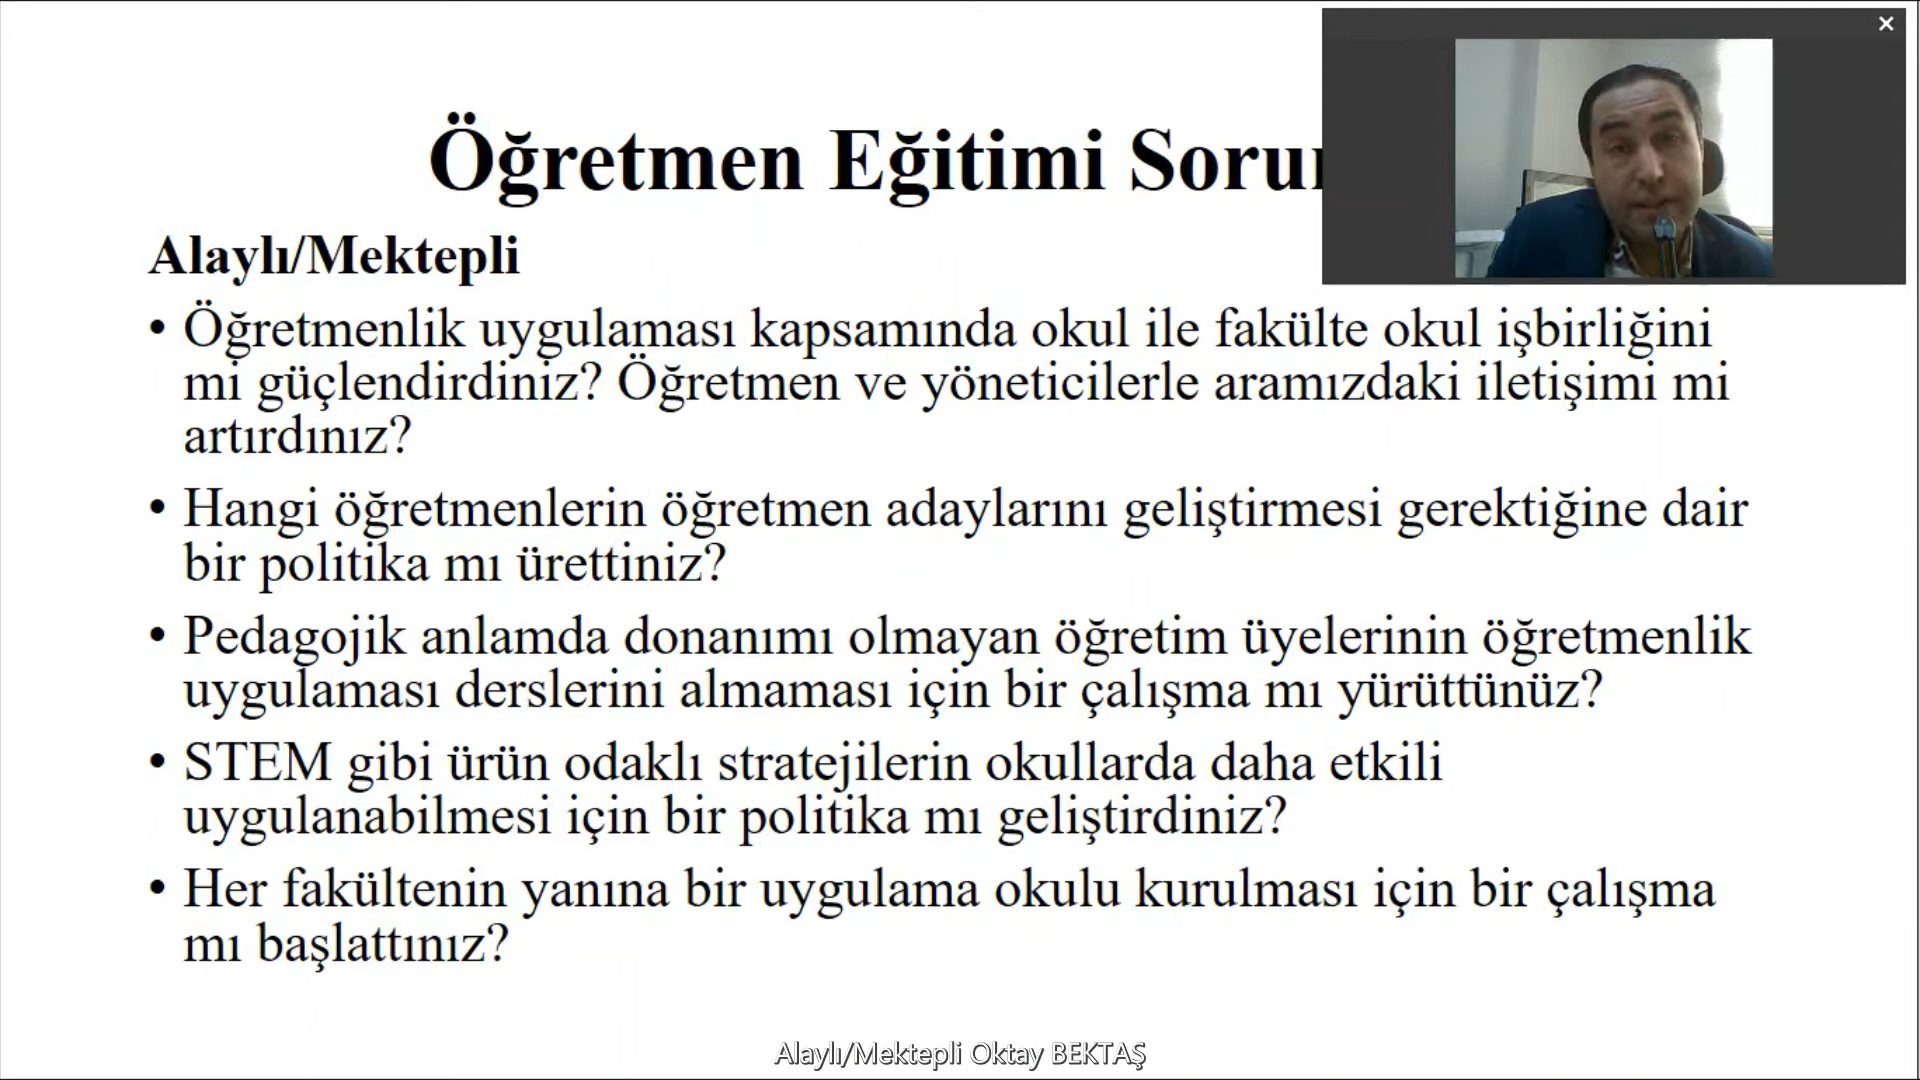 Öğretmen Eğitimi
Alaylı/Mektepli
• Öğretmenlik uygulaması kapsamında okul ile fakülte okul işbirliğini
mi güçlendirdiniz? Öğretmen ve yöneticilerle aramızdaki iletişimi mi
artırdınız?
• Hangi öğretmenlerin öğretmen adaylarını geliştirmesi gerektiğine dair
bir politika mı ürettiniz?
• Pedagojik anlamda donanımı olmayan öğretim üyelerinin öğretmenlik
uygulaması derslerini almaması için bir çalışma mı yürüttünüz?
• STEM gibi ürün odaklı stratejilerin okullarda daha etkili
uygulanabilmesi için bir politika mı geliştirdiniz?
• Her fakültenin yanına bir uygulama okulu kurulması için bir çalışma
mı başlattınız?
Alaylı/Mektepli Oktay BEKTAŞ